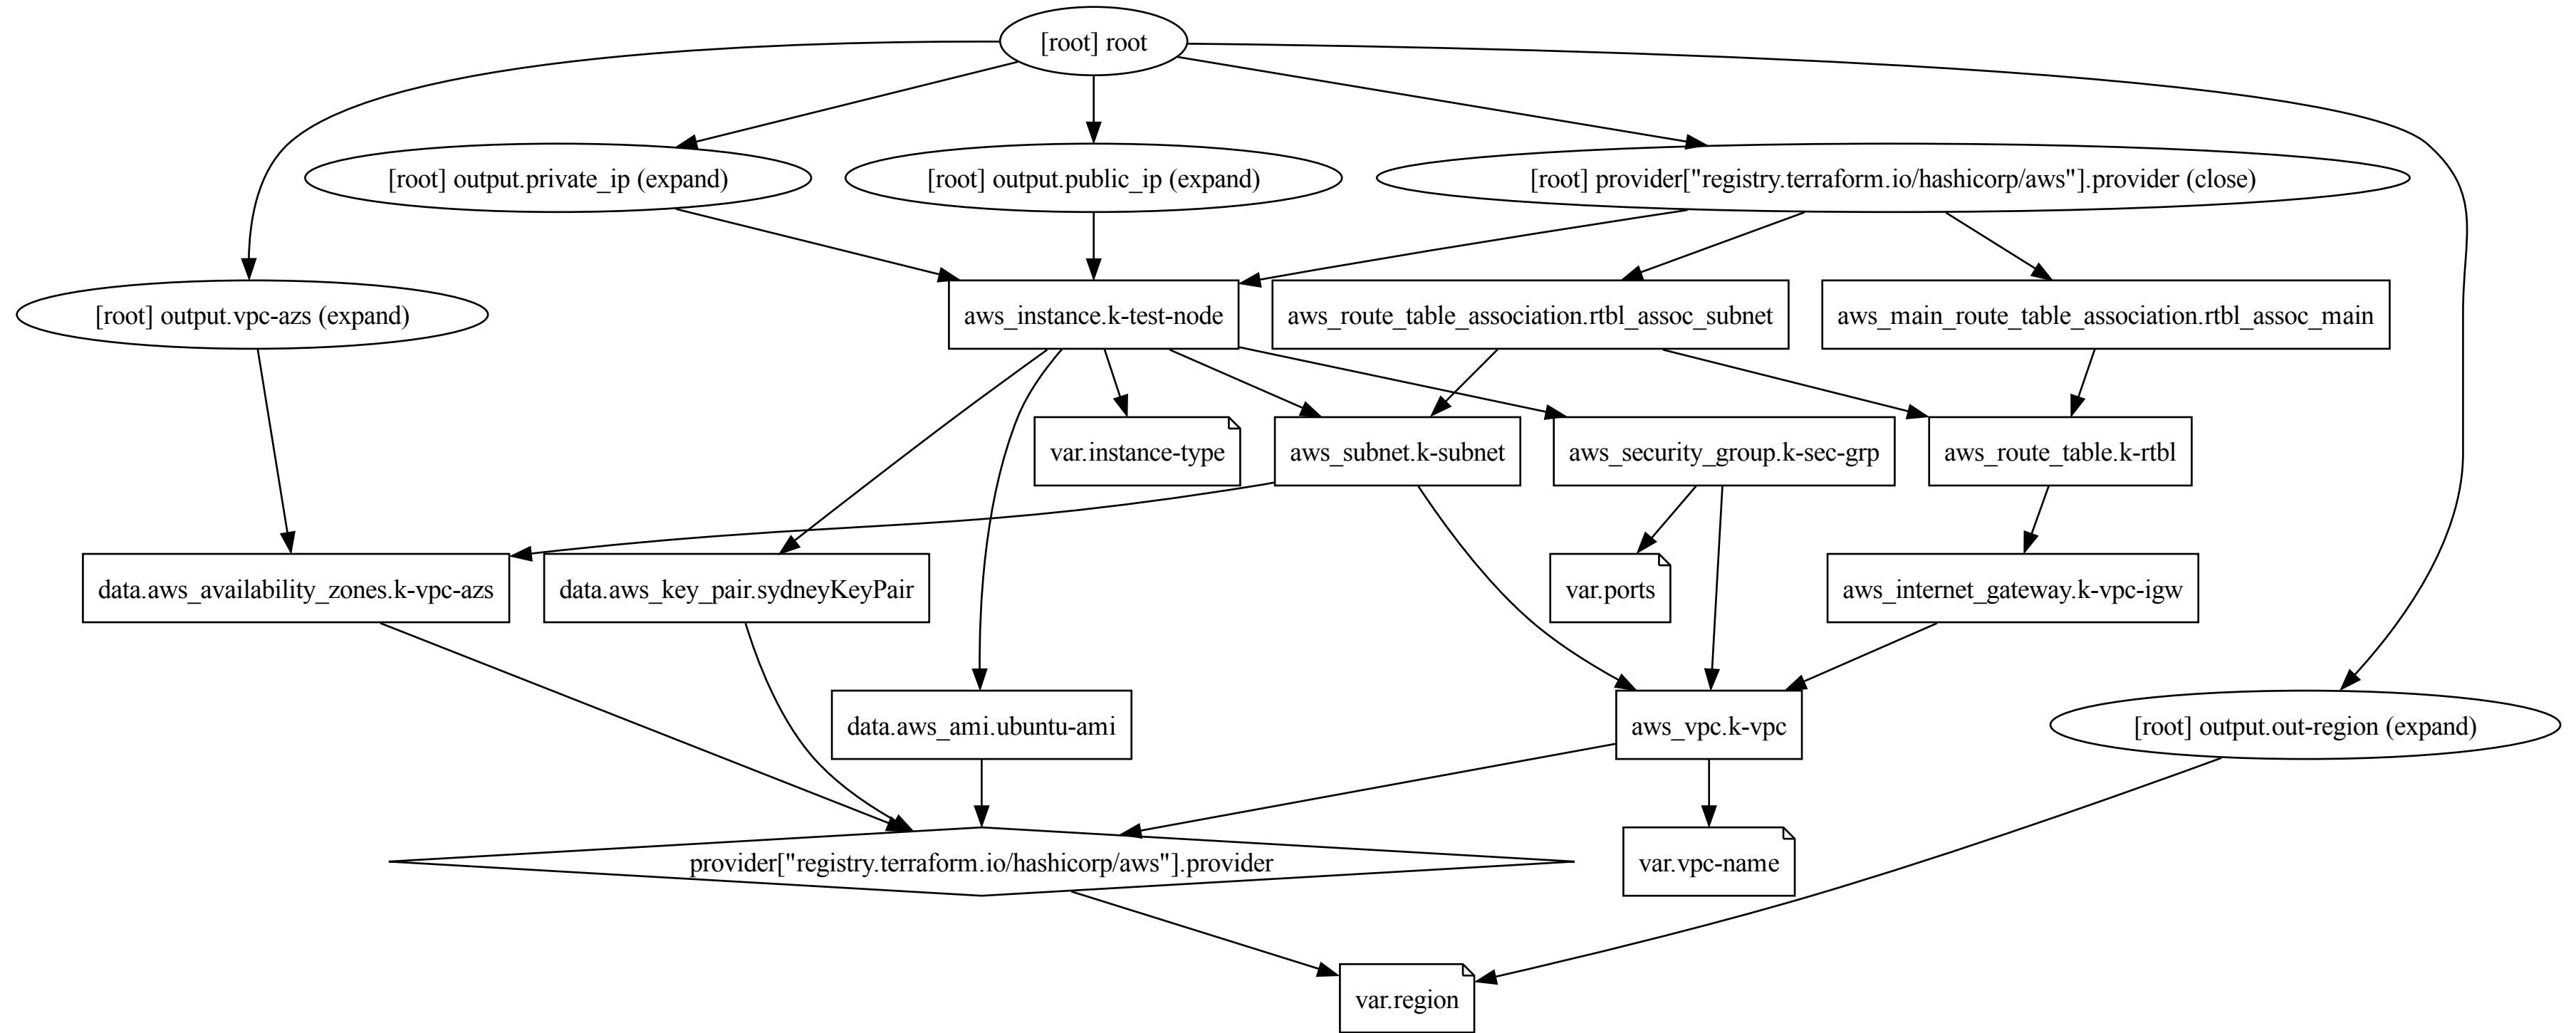 [root] root
[root] output.private_ip (expand)
[root] output.public_ip (expand)
[root] provider["registry.terraform.io/hashicorp/aws"].provider (close)
[root] output.vpc-azs (expand)
aws_instance.k-test-node
aws_route_table_association.rtbl_assoc_subnet
aws_main_route_table_association.rtbl_assoc_main
var.instance-type
aws_subnet.k-subnet
aws_security_group.k-sec-grp
aws_route_table.k-rtbl
data.aws_availability_zones.k-vpc-azs
data.aws_key_pair.sydneyKeyPair
var.ports
aws_internet_gateway.k-vpc-igw
data.aws_ami.ubuntu-ami
aws_vpc.k-vpc
[root] output.out-region (expand)
provider["registry.terraform.io/hashicorp/aws"].provider
var.vpc-name
var.region